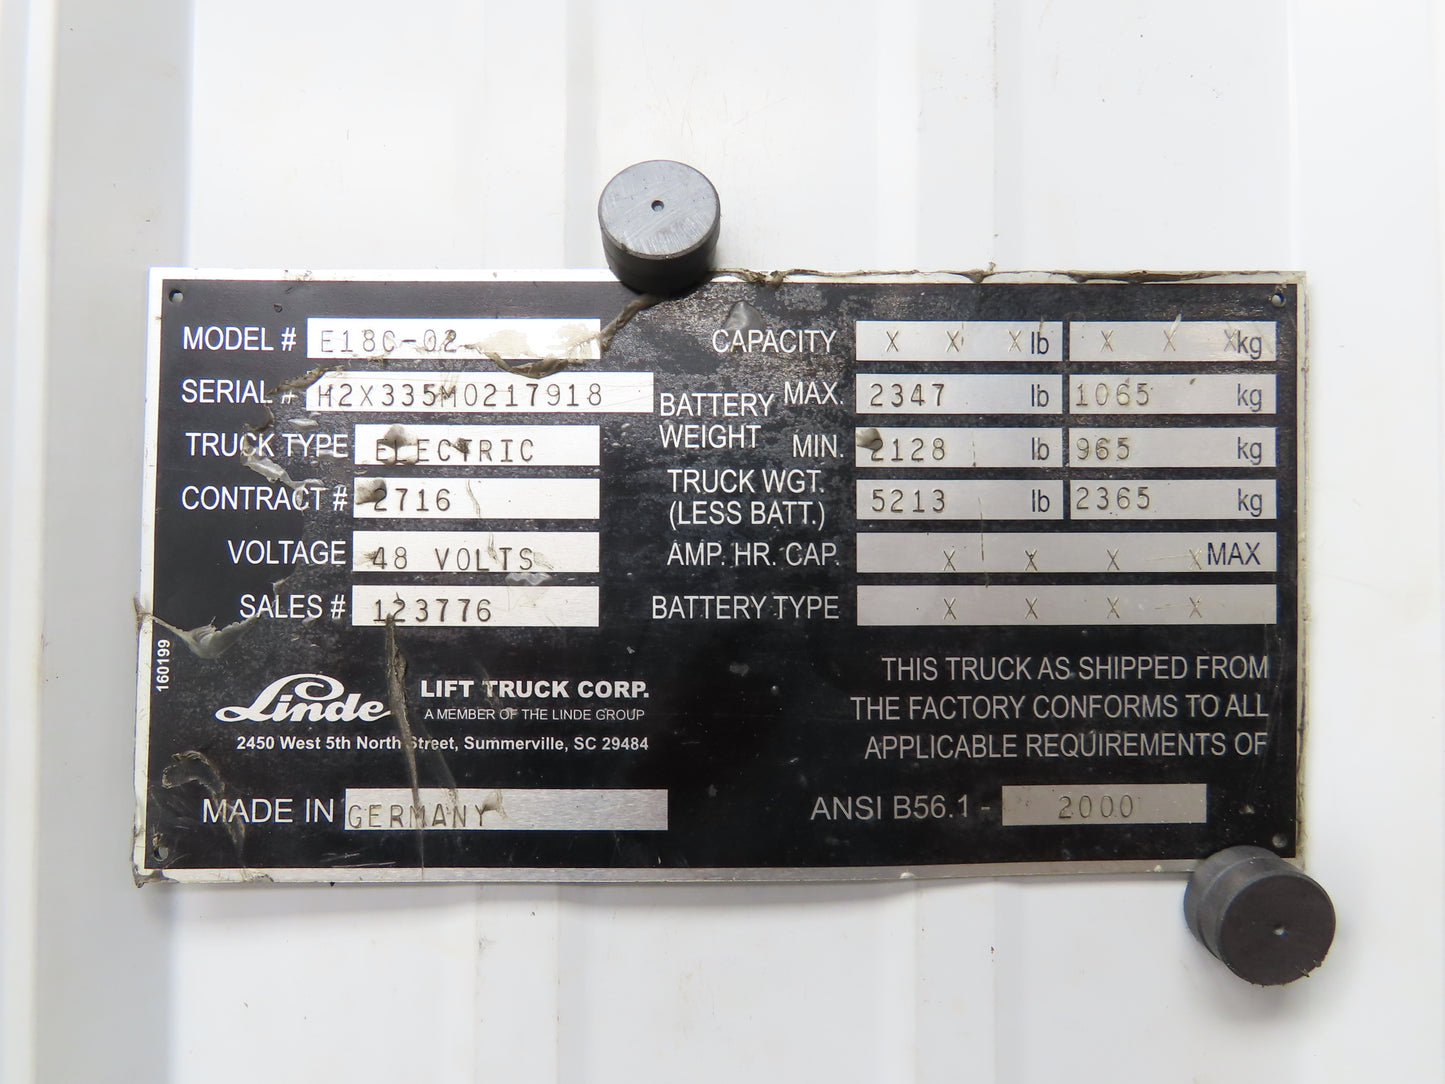 MODEL # E18C-02
SERIAL # H2X335M0217918
TRUCK TYPE ELECTRIC
CONTRACT # 2716
VOLTAGE 48 VOLTS
SALES # 123776
CAPACITY X X X lb X X X kg
BATTERY WEIGHT MAX. 2347 lb 1065 kg
MIN. 2128 lb 965 kg
TRUCK WGT. (LESS BATT.) 5213 lb 2365 kg
AMP. HR. CAP. X X X X MAX
BATTERY TYPE X X X X
160199
Linde LIFT TRUCK CORP.
A MEMBER OF THE LINDE GROUP
2450 West 5th North Street, Summerville, SC 29484
MADE IN GERMANY
THIS TRUCK AS SHIPPED FROM
THE FACTORY CONFORMS TO ALL
APPLICABLE REQUIREMENTS OF
ANSI B56.1 - 2000